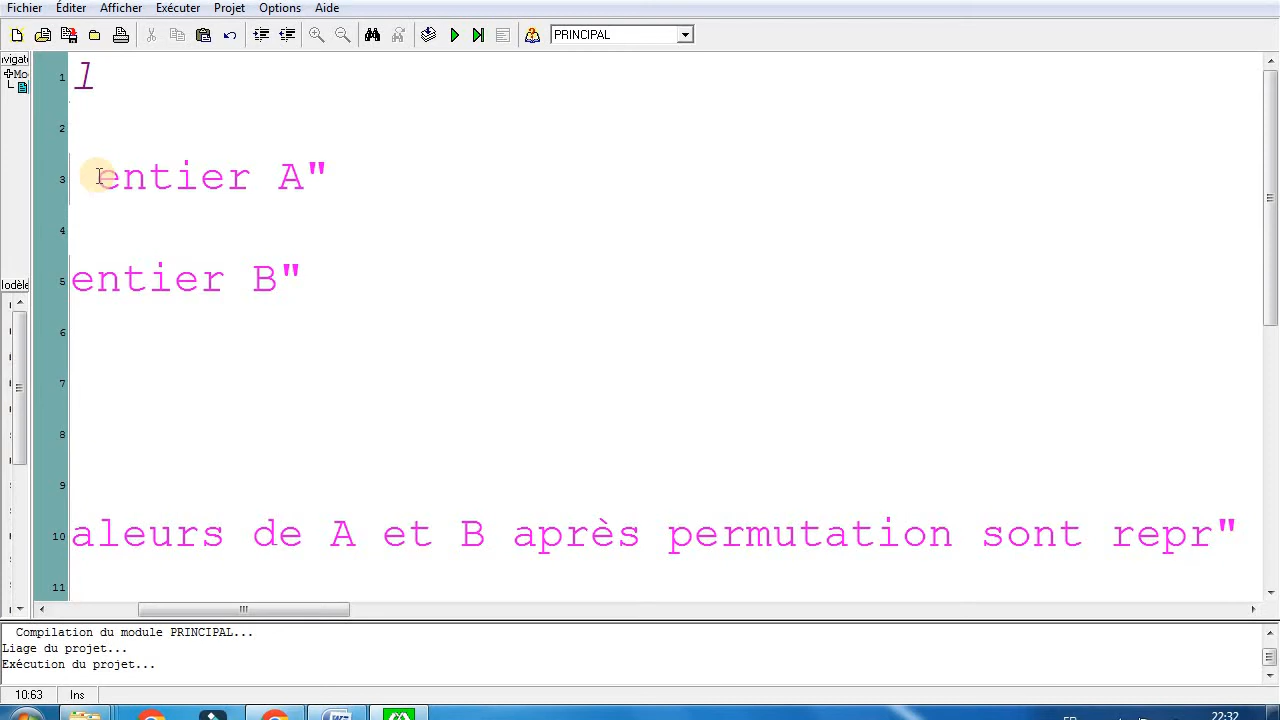 Fichier Éditer Afficher Exécuter Projet Options Aide
PRINCIPAL
1 l
2
3 entier A"
4
5 entier B"
6
7
8
9
10 aleurs de A et B après permutation sont repr"
11
Compilation du module PRINCIPAL...
Liage du projet...
Exécution du projet...
10:63 Ins
22:32